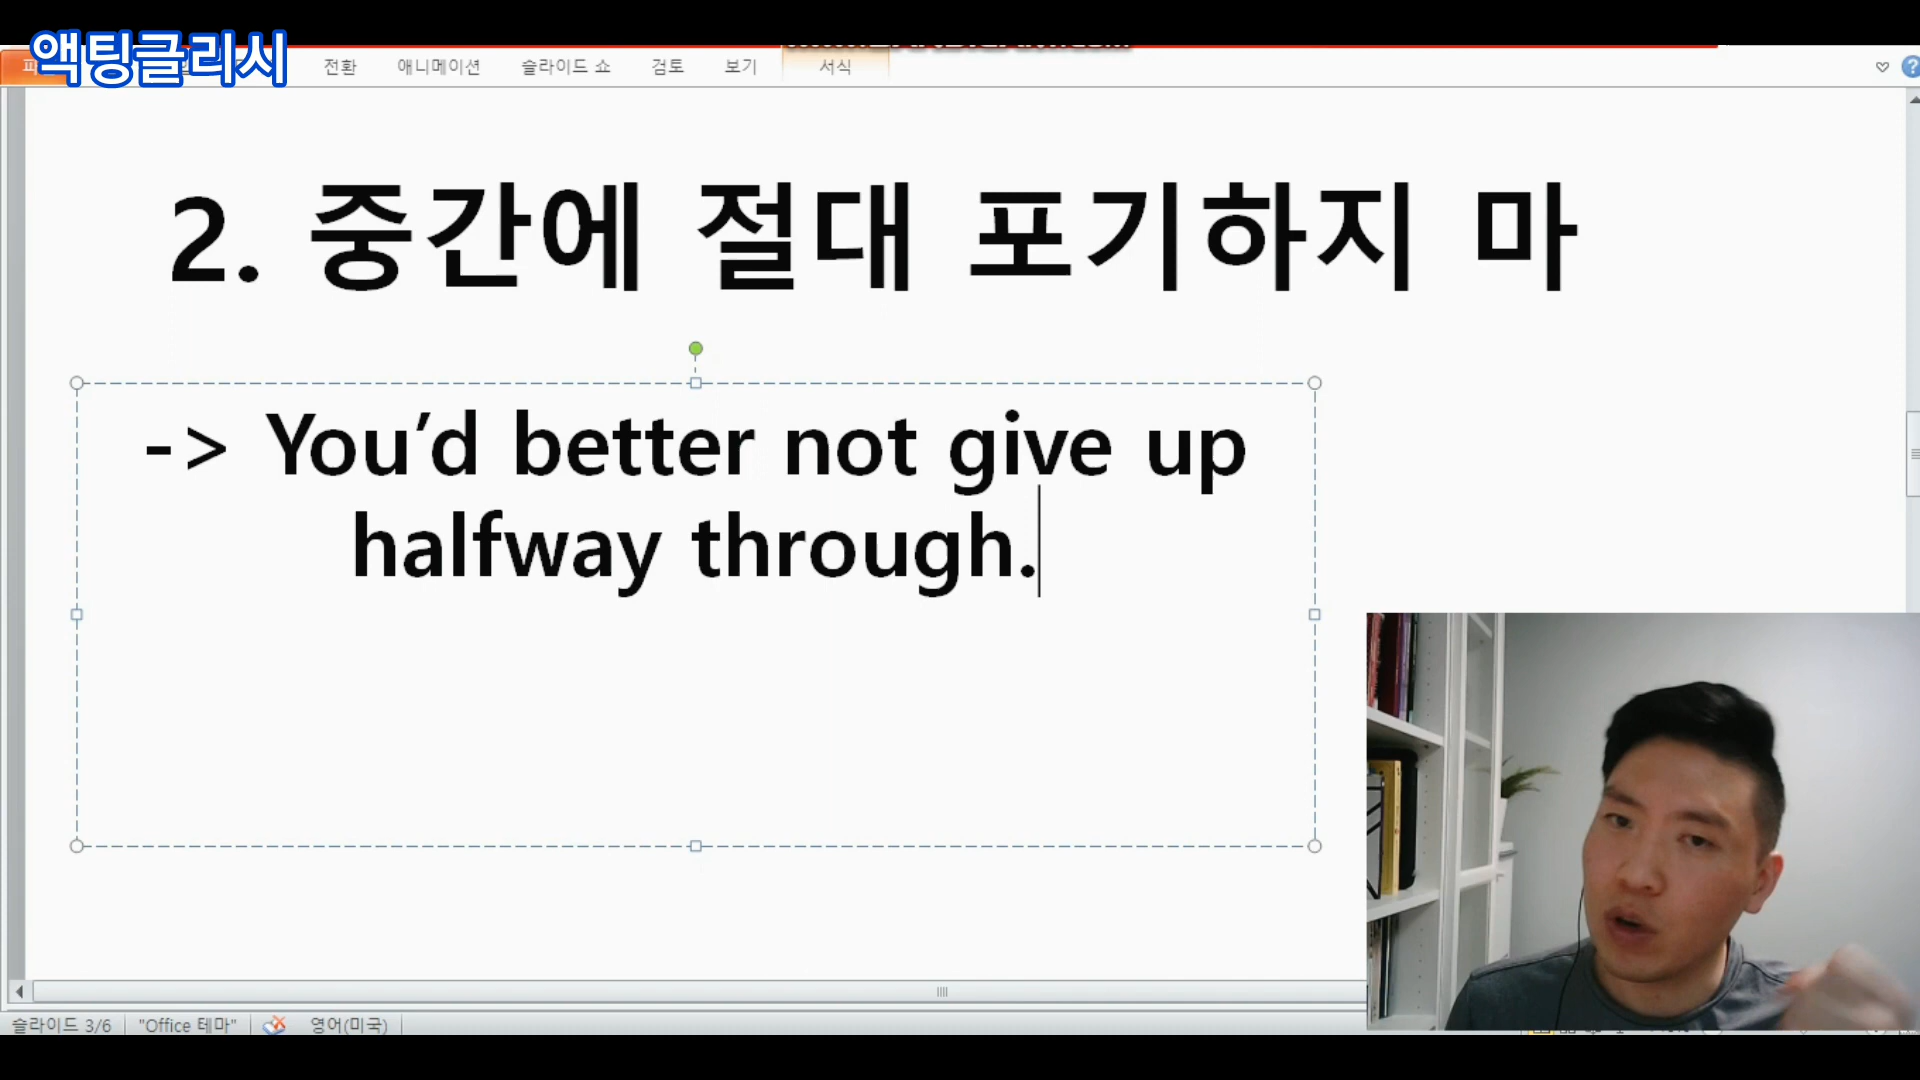 액팅글리시
전환 애니메이션 슬라이드 쇼 검토 보기 서식
2. 중간에 절대 포기하지 마
-> You’d better not give up
halfway through.
슬라이드 3/6 "Office 테마" 영어(미국)